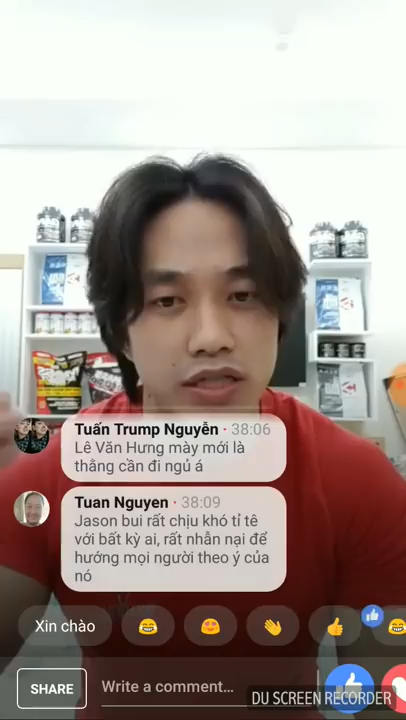 Tuấn Trump Nguyễn · 38:06
Lê Văn Hưng mày mới là
thằng cần đi ngủ á
Tuan Nguyen · 38:09
Jason bui rất chịu khó tỉ tê
với bất kỳ ai, rất nhẫn nại để
hướng mọi người theo ý của
nó
Xin chào
SHARE
Write a comment...
DU SCREEN RECORDER